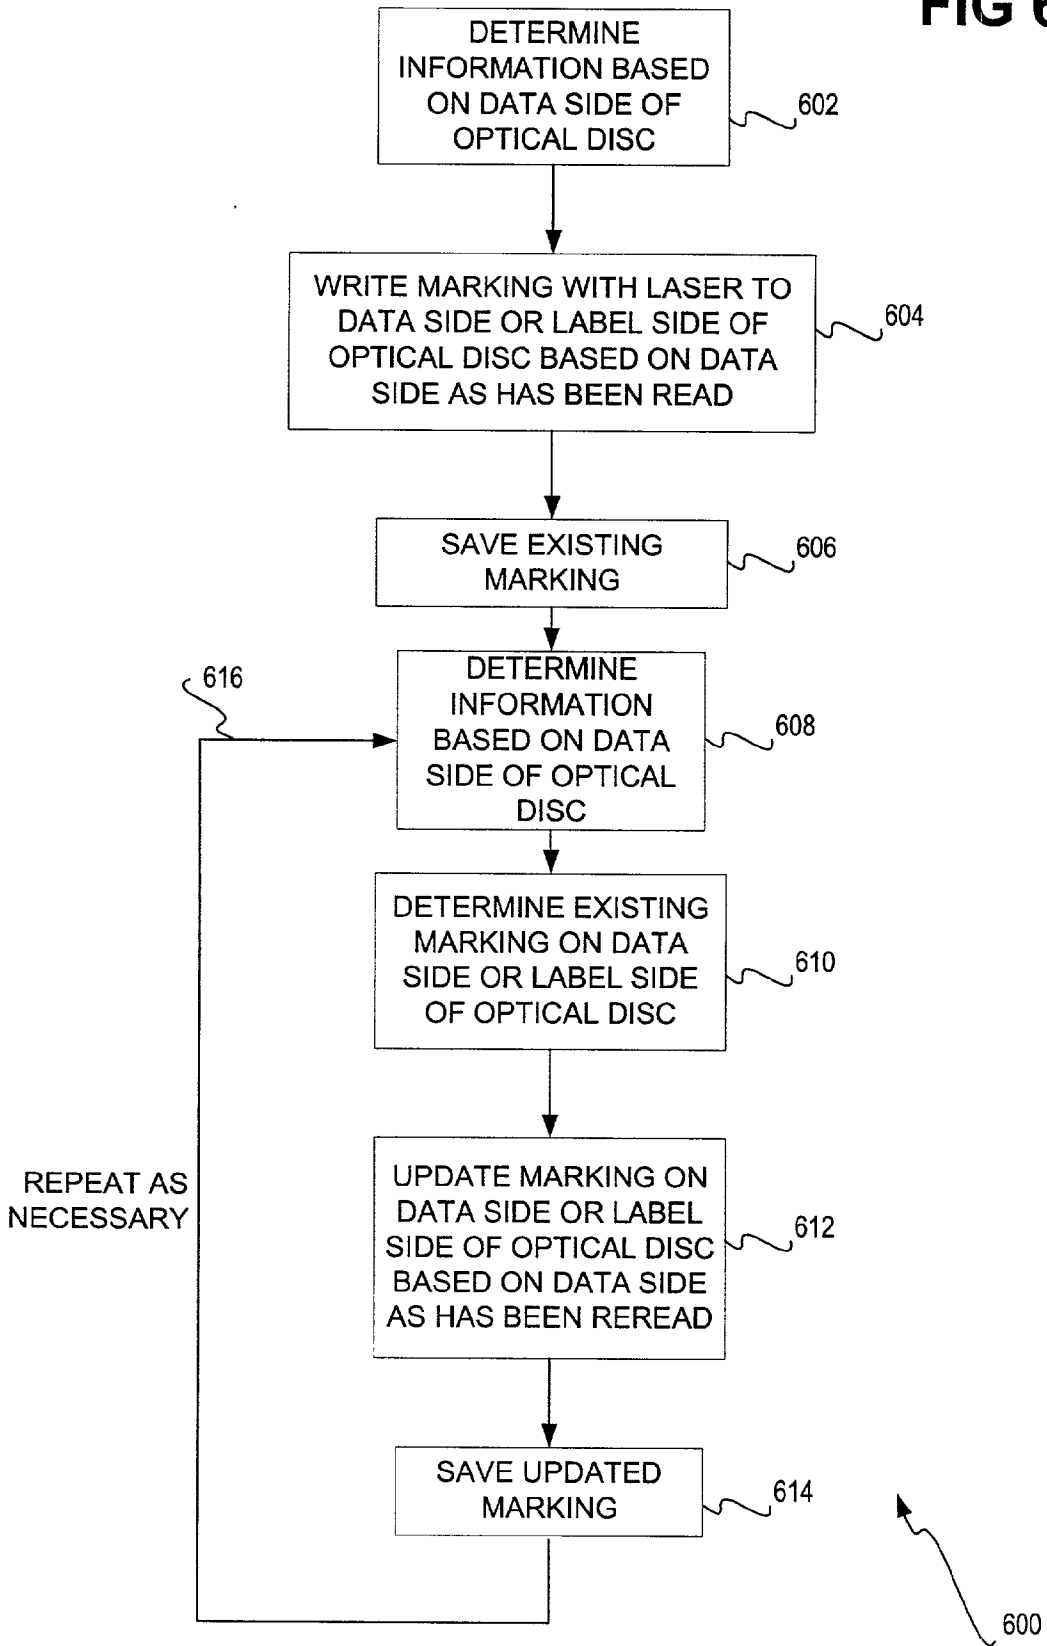 FIG 6
DETERMINE
INFORMATION BASED
ON DATA SIDE OF
OPTICAL DISC
602
WRITE MARKING WITH LASER TO
DATA SIDE OR LABEL SIDE OF
OPTICAL DISC BASED ON DATA
SIDE AS HAS BEEN READ
604
SAVE EXISTING
MARKING
606
616
DETERMINE
INFORMATION
BASED ON DATA
SIDE OF OPTICAL
DISC
608
DETERMINE EXISTING
MARKING ON DATA
SIDE OR LABEL SIDE
OF OPTICAL DISC
610
REPEAT AS
NECESSARY
UPDATE MARKING ON
DATA SIDE OR LABEL
SIDE OF OPTICAL DISC
BASED ON DATA SIDE
AS HAS BEEN REREAD
612
SAVE UPDATED
MARKING
614
600